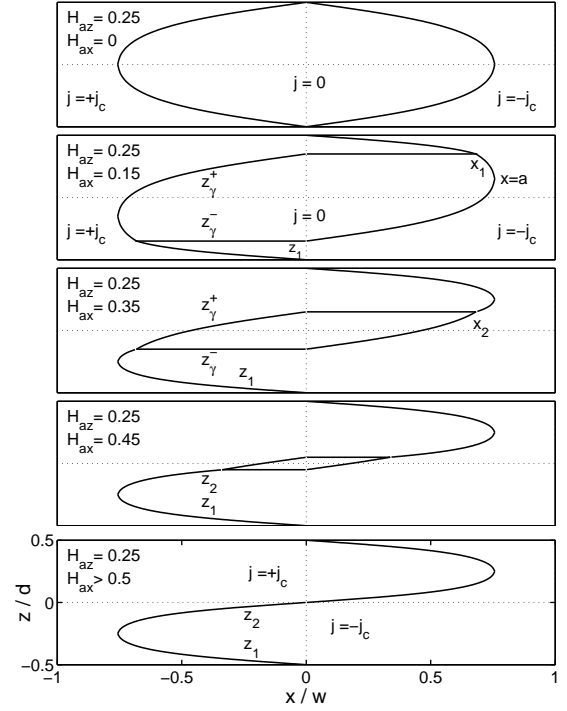 H_az= 0.25
H_ax= 0
j = 0
j =+j_c
j =−j_c
H_az= 0.25
H_ax= 0.15
x_1
x=a
z_γ^+
z_γ^−
j = 0
j =+j_c
j =−j_c
z_1
H_az= 0.25
H_ax= 0.35
z_γ^+
x_2
z_γ^−
z_1
H_az= 0.25
H_ax= 0.45
z_2
z_1
0.5
H_az= 0.25
H_ax> 0.5
j =+j_c
z / d
0
z_2
j =−j_c
z_1
−0.5
−1 −0.5 0 0.5 1
x / w